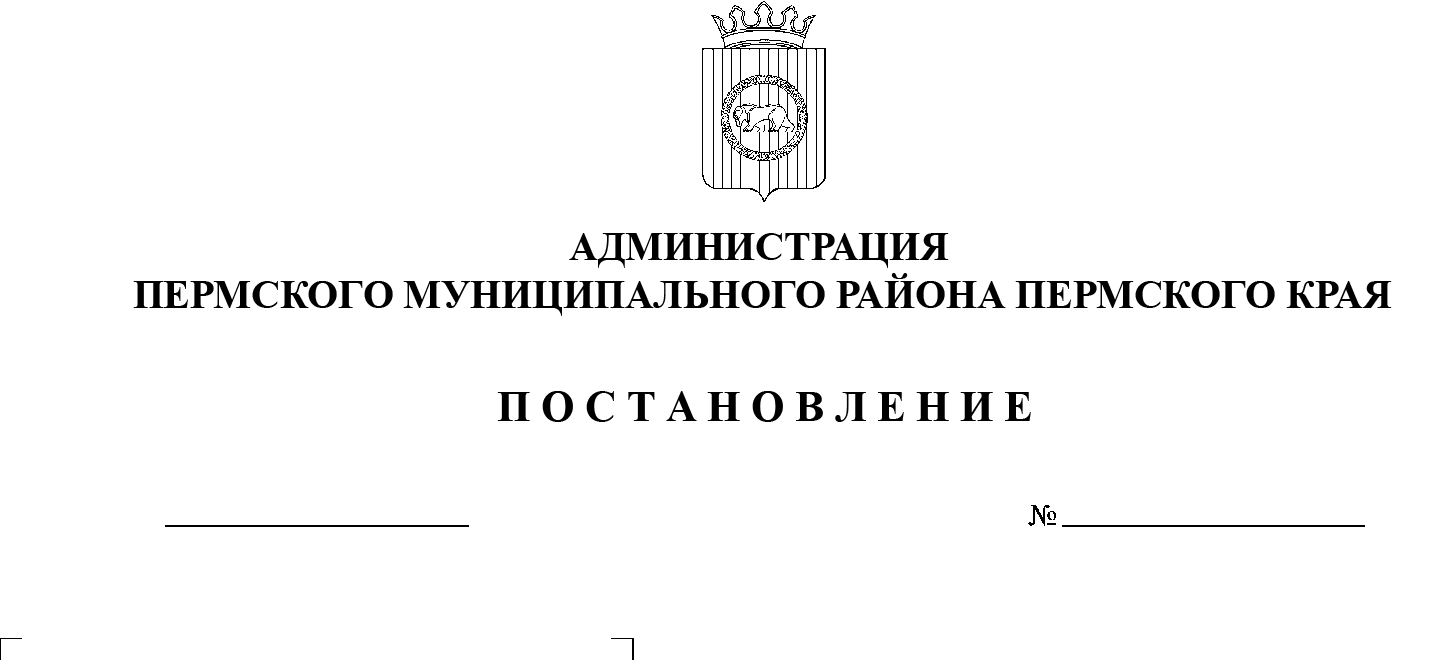 АДМИНИСТРАЦИЯ
ПЕРМСКОГО МУНИЦИПАЛЬНОГО РАЙОНА ПЕРМСКОГО КРАЯ
П О С Т А Н О В Л Е Н И Е
№